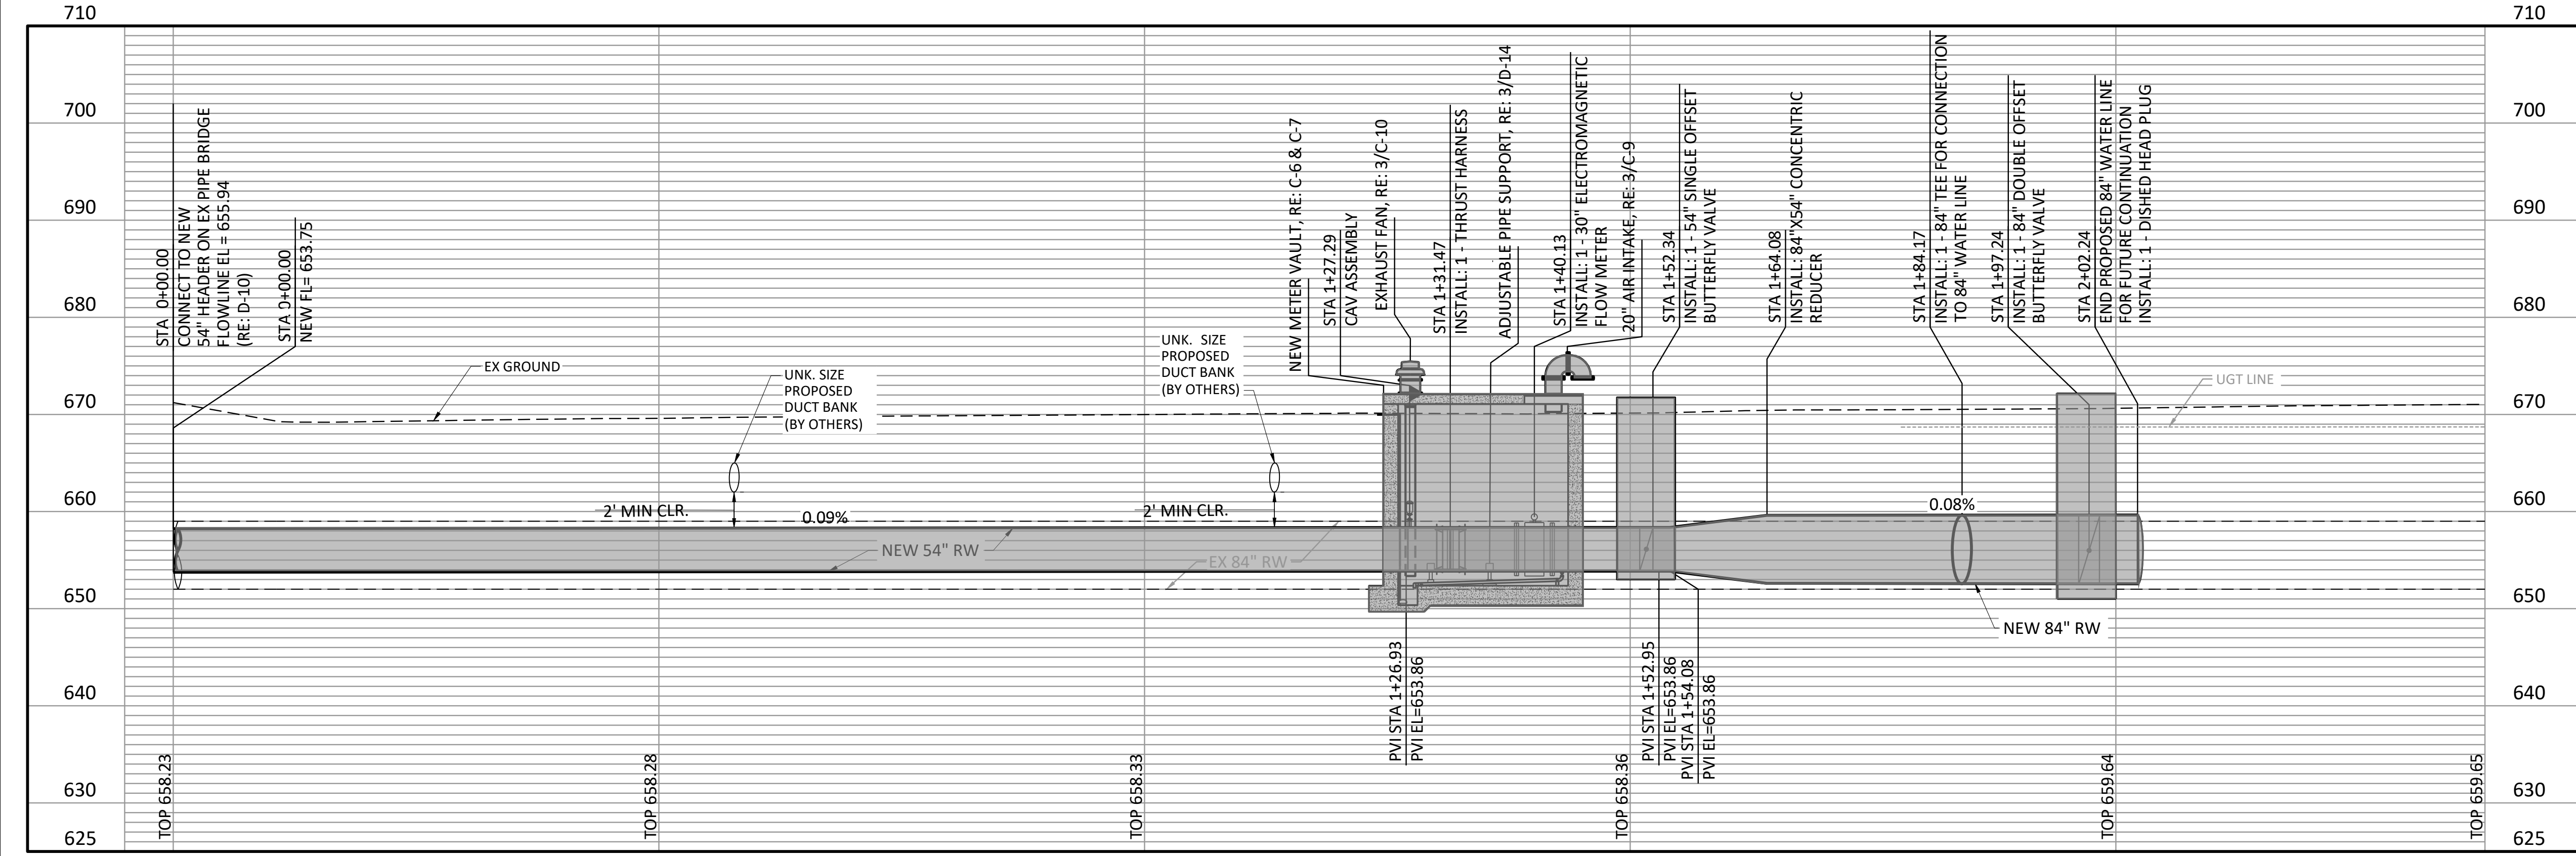 710
710
700
700
690
690
680
680
670
670
660
660
650
650
640
640
630
630
625
625
STA 0+00.00
CONNECT TO NEW
54" HEADER ON EX PIPE BRIDGE
FLOWLINE EL = 655.94
(RE: D-10)
STA 0+00.00
NEW FL= 653.75
EX GROUND
UNK. SIZE
PROPOSED
DUCT BANK
(BY OTHERS)
2' MIN CLR.
0.09%
NEW 54" RW
UNK. SIZE
PROPOSED
DUCT BANK
(BY OTHERS)
2' MIN CLR.
EX 84" RW
NEW METER VAULT, RE: C-6 & C-7
STA 1+27.29
CAV ASSEMBLY
EXHAUST FAN, RE: 3/C-10
STA 1+31.47
INSTALL: 1 - THRUST HARNESS
ADJUSTABLE PIPE SUPPORT, RE: 3/D-14
STA 1+40.13
INSTALL: 1 - 30" ELECTROMAGNETIC
FLOW METER
20" AIR INTAKE, RE: 3/C-9
STA 1+52.34
INSTALL: 1 - 54" SINGLE OFFSET
BUTTERFLY VALVE
STA 1+64.08
INSTALL: 84"X54" CONCENTRIC
REDUCER
STA 1+84.17
INSTALL: 1 - 84" TEE FOR CONNECTION
TO 84" WATER LINE
STA 1+97.24
INSTALL: 1 - 84" DOUBLE OFFSET
BUTTERFLY VALVE
STA 2+02.24
END PROPOSED 84" WATER LINE
FOR FUTURE CONTINUATION
INSTALL: 1 - DISHED HEAD PLUG
UGT LINE
0.08%
NEW 84" RW
PVI STA 1+26.93
PVI EL=653.86
PVI STA 1+52.95
PVI EL=653.86
PVI STA 1+54.08
PVI EL=653.86
TOP 658.23
TOP 658.28
TOP 658.33
TOP 658.36
TOP 659.64
TOP 659.65